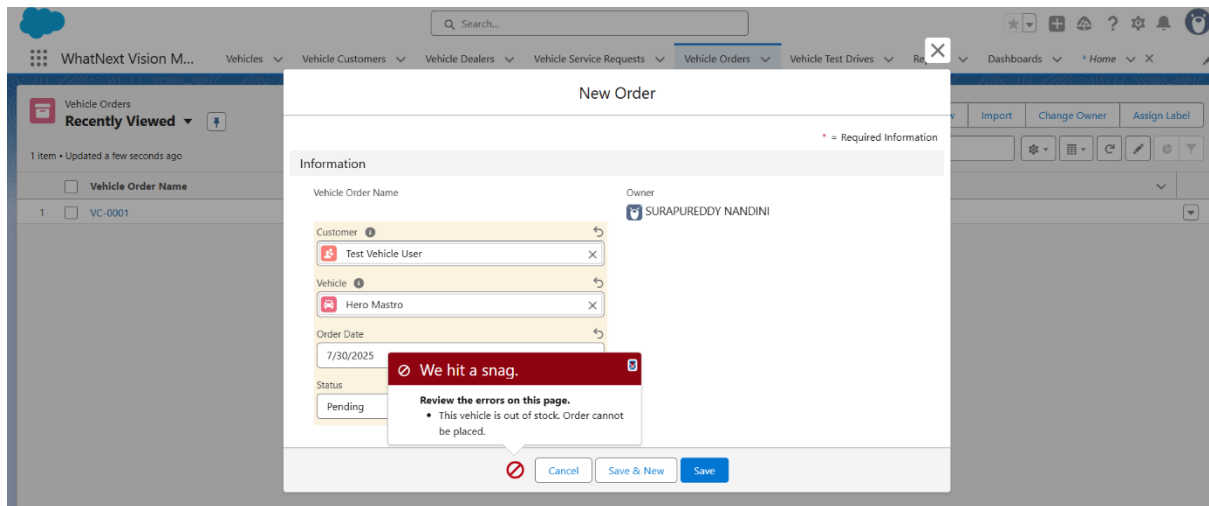 Search...
WhatNext Vision M...
Vehicles
Vehicle Customers
Vehicle Dealers
Vehicle Service Requests
Vehicle Orders
Vehicle Test Drives
Dashboards
* Home
Vehicle Orders
Recently Viewed
Import
Change Owner
Assign Label
1 item • Updated a few seconds ago
Vehicle Order Name
1
VC-0001
New Order
* = Required Information
Information
Vehicle Order Name
Owner
SURAPUREDDY NANDINI
Customer
Test Vehicle User
Vehicle
Hero Mastro
Order Date
7/30/2025
Status
Pending
We hit a snag.
Review the errors on this page.
• This vehicle is out of stock. Order cannot
be placed.
Cancel
Save & New
Save